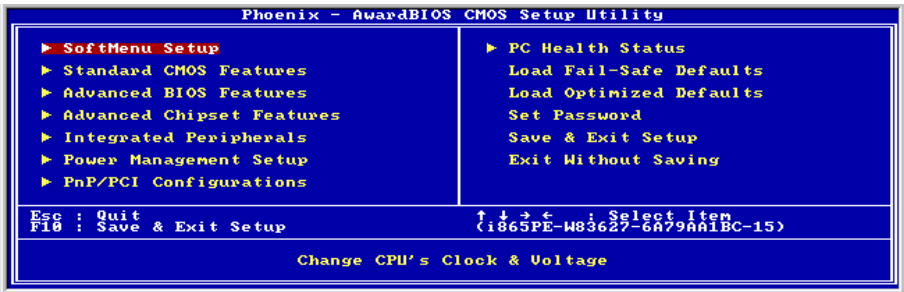 Phoenix - AwardBIOS CMOS Setup Utility
► SoftMenu Setup
► Standard CMOS Features
► Advanced BIOS Features
► Advanced Chipset Features
► Integrated Peripherals
► Power Management Setup
► PnP/PCI Configurations
► PC Health Status
Load Fail-Safe Defaults
Load Optimized Defaults
Set Password
Save & Exit Setup
Exit Without Saving
Esc : Quit
F10 : Save & Exit Setup
↑ ↓ → ← : Select Item
(i865PE-W83627-6A79AA1BC-15)
Change CPU's Clock & Voltage